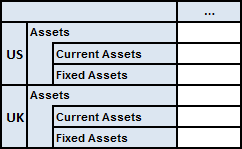 ...
US Assets
Current Assets
Fixed Assets
UK Assets
Current Assets
Fixed Assets